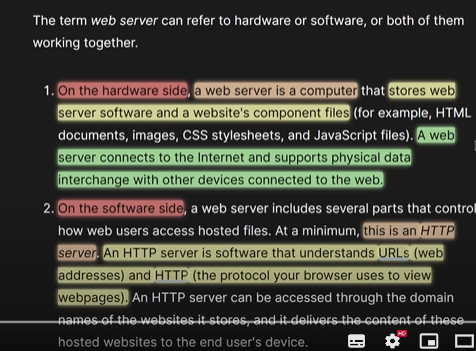 The term web server can refer to hardware or software, or both of them
working together.
1. On the hardware side, a web server is a computer that stores web
server software and a website's component files (for example, HTML
documents, images, CSS stylesheets, and JavaScript files). A web
server connects to the Internet and supports physical data
interchange with other devices connected to the web.
2. On the software side, a web server includes several parts that control
how web users access hosted files. At a minimum, this is an HTTP
server. An HTTP server is software that understands URLs (web
addresses) and HTTP (the protocol your browser uses to view
webpages). An HTTP server can be accessed through the domain
names of the websites it stores, and it delivers the content of these
hosted websites to the end user's device.
HD